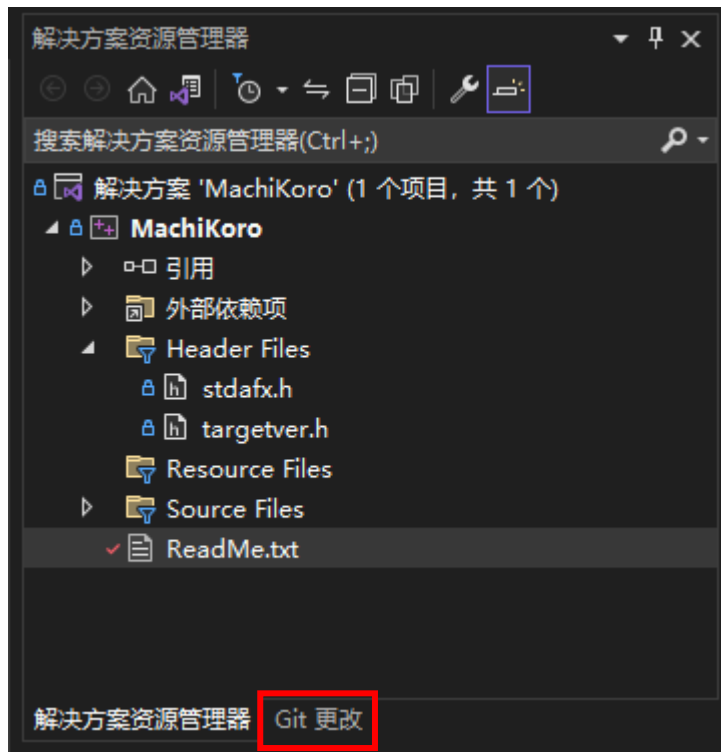 解决方案资源管理器
搜索解决方案资源管理器(Ctrl+;)
解决方案 'MachiKoro' (1 个项目，共 1 个)
MachiKoro
引用
外部依赖项
Header Files
stdafx.h
targetver.h
Resource Files
Source Files
ReadMe.txt
解决方案资源管理器 Git 更改